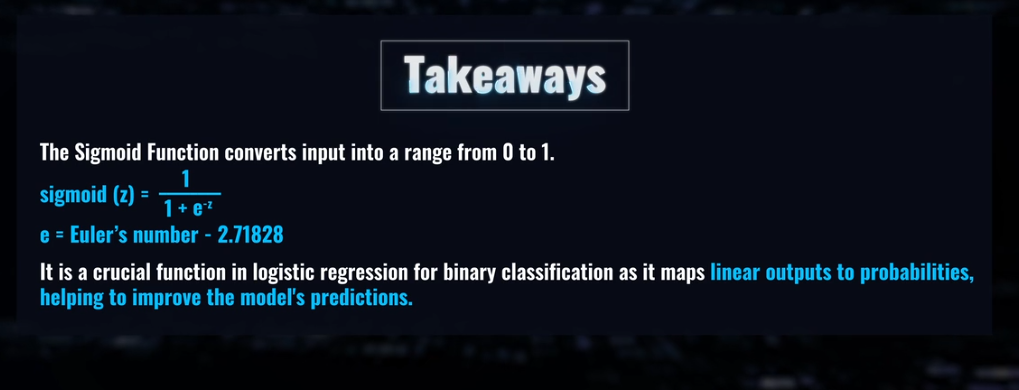 Takeaways
The Sigmoid Function converts input into a range from 0 to 1.
sigmoid (z) = 1 / 1 + e^-z
e = Euler’s number - 2.71828
It is a crucial function in logistic regression for binary classification as it maps linear outputs to probabilities,
helping to improve the model's predictions.